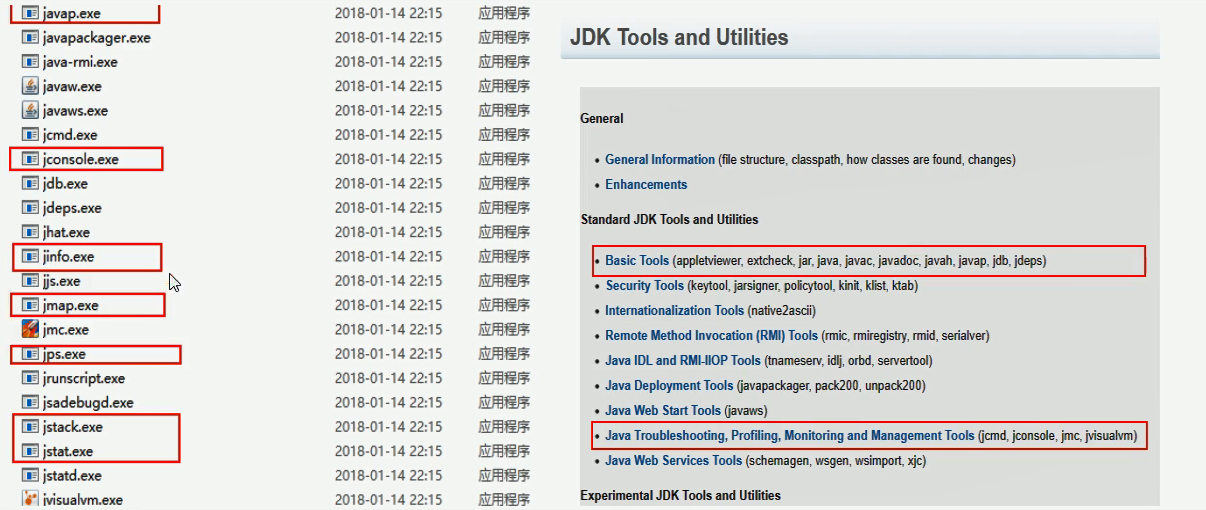 javap.exe 2018-01-14 22:15 应用程序
javapackager.exe 2018-01-14 22:15 应用程序
java-rmi.exe 2018-01-14 22:15 应用程序
javaw.exe 2018-01-14 22:15 应用程序
javaws.exe 2018-01-14 22:15 应用程序
jcmd.exe 2018-01-14 22:15 应用程序
jconsole.exe 2018-01-14 22:15 应用程序
jdb.exe 2018-01-14 22:15 应用程序
jdeps.exe 2018-01-14 22:15 应用程序
jhat.exe 2018-01-14 22:15 应用程序
jinfo.exe 2018-01-14 22:15 应用程序
jjs.exe 2018-01-14 22:15 应用程序
jmap.exe 2018-01-14 22:15 应用程序
jmc.exe 2018-01-14 22:15 应用程序
jps.exe 2018-01-14 22:15 应用程序
jrunscript.exe 2018-01-14 22:15 应用程序
jsadebugd.exe 2018-01-14 22:15 应用程序
jstack.exe 2018-01-14 22:15 应用程序
jstat.exe 2018-01-14 22:15 应用程序
jstatd.exe 2018-01-14 22:15 应用程序
jvisualvm.exe 2018-01-14 22:15 应用程序
JDK Tools and Utilities
General
• General Information (file structure, classpath, how classes are found, changes)
• Enhancements
Standard JDK Tools and Utilities
• Basic Tools (appletviewer, extcheck, jar, java, javac, javadoc, javah, javap, jdb, jdeps)
• Security Tools (keytool, jarsigner, policytool, kinit, klist, ktab)
• Internationalization Tools (native2ascii)
• Remote Method Invocation (RMI) Tools (rmic, rmiregistry, rmid, serialver)
• Java IDL and RMI-IIOP Tools (tnameserv, idlj, orbd, servertool)
• Java Deployment Tools (javapackager, pack200, unpack200)
• Java Web Start Tools (javaws)
• Java Troubleshooting, Profiling, Monitoring and Management Tools (jcmd, jconsole, jmc, jvisualvm)
• Java Web Services Tools (schemagen, wsgen, wsimport, xjc)
Experimental JDK Tools and Utilities